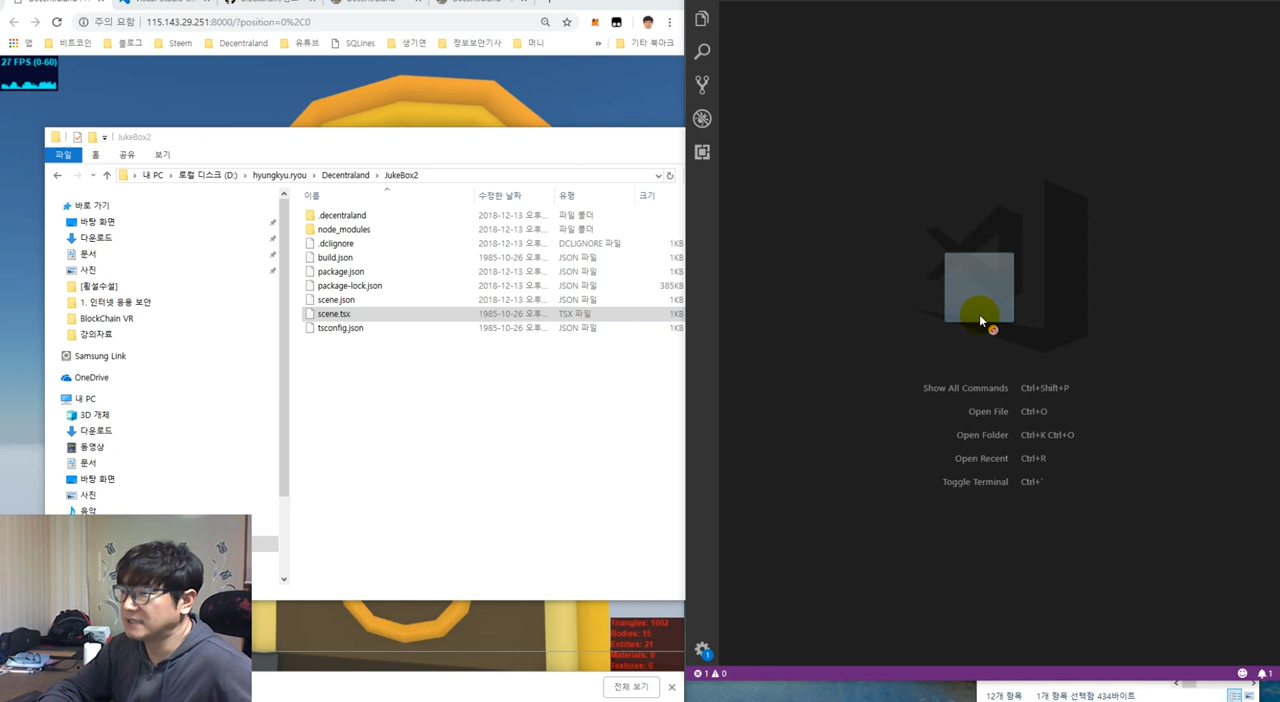 Decentraland
Decentraland
Decentraland
주의 요함
115.143.29.251:8000/?position=0%2C0
앱
비트코인
블로그
Steem
Decentraland
유튜브
SQLines
생기연
정보보안기사
머니
»
기타 북마크
27 FPS (0-60)
JukeBox2
파일
홈
공유
보기
내 PC
로컬 디스크 (D:)
hyungkyu.ryou
Decentraland
JukeBox2
이름
수정한 날짜
유형
크기
바로 가기
바탕 화면
다운로드
문서
사진
[횔설수설]
1. 인터넷 응용 보안
BlockChain VR
강의자료
Samsung Link
OneDrive
내 PC
3D 개체
다운로드
동영상
문서
바탕 화면
사진
음악
.decentraland 2018-12-13 오후... 파일 폴더
node_modules 2018-12-13 오후... 파일 폴더
.dclignore 2018-12-13 오후... DCLIGNORE 파일 1KB
build.json 1985-10-26 오후... JSON 파일 1KB
package.json 2018-12-13 오후... JSON 파일 1KB
package-lock.json 2018-12-13 오후... JSON 파일 385KB
scene.json 2018-12-13 오후... JSON 파일 1KB
scene.tsx 1985-10-26 오후... TSX 파일 1KB
tsconfig.json 1985-10-26 오후... JSON 파일 1KB
Triangles: 1602
Bodies: 15
Entities: 21
Materials: 0
Textures: 0
전체 보기
Show All Commands Ctrl+Shift+P
Open File Ctrl+O
Open Folder Ctrl+K Ctrl+O
Open Recent Ctrl+R
Toggle Terminal Ctrl+`
1
1 0
1
12개 항목
1개 항목 선택함 434바이트